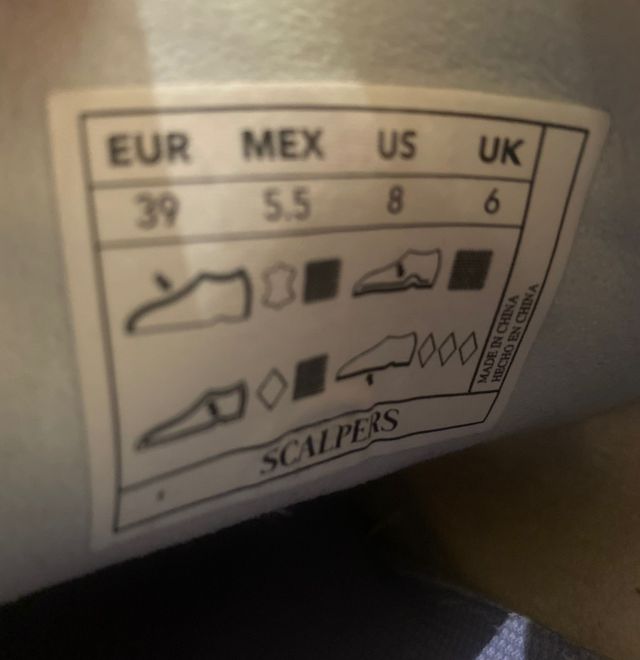 EUR MEX US UK
39 5.5 8 6
MADE IN CHINA
HECHO EN CHINA
SCALPERS